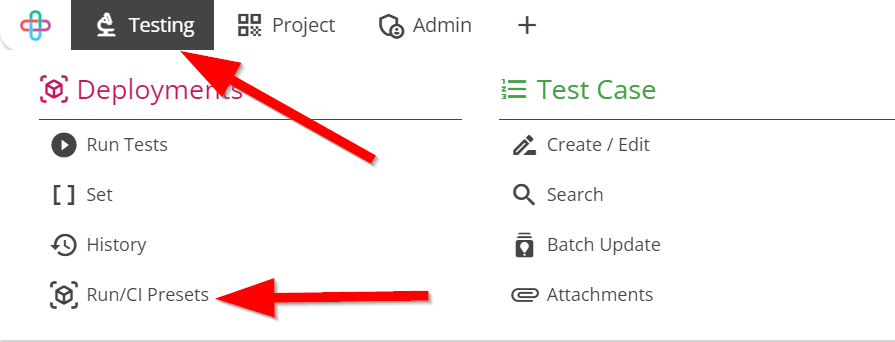 Testing
Project
Admin
+
Deployments
Run Tests
Set
History
Run/CI Presets
Test Case
Create / Edit
Search
Batch Update
Attachments